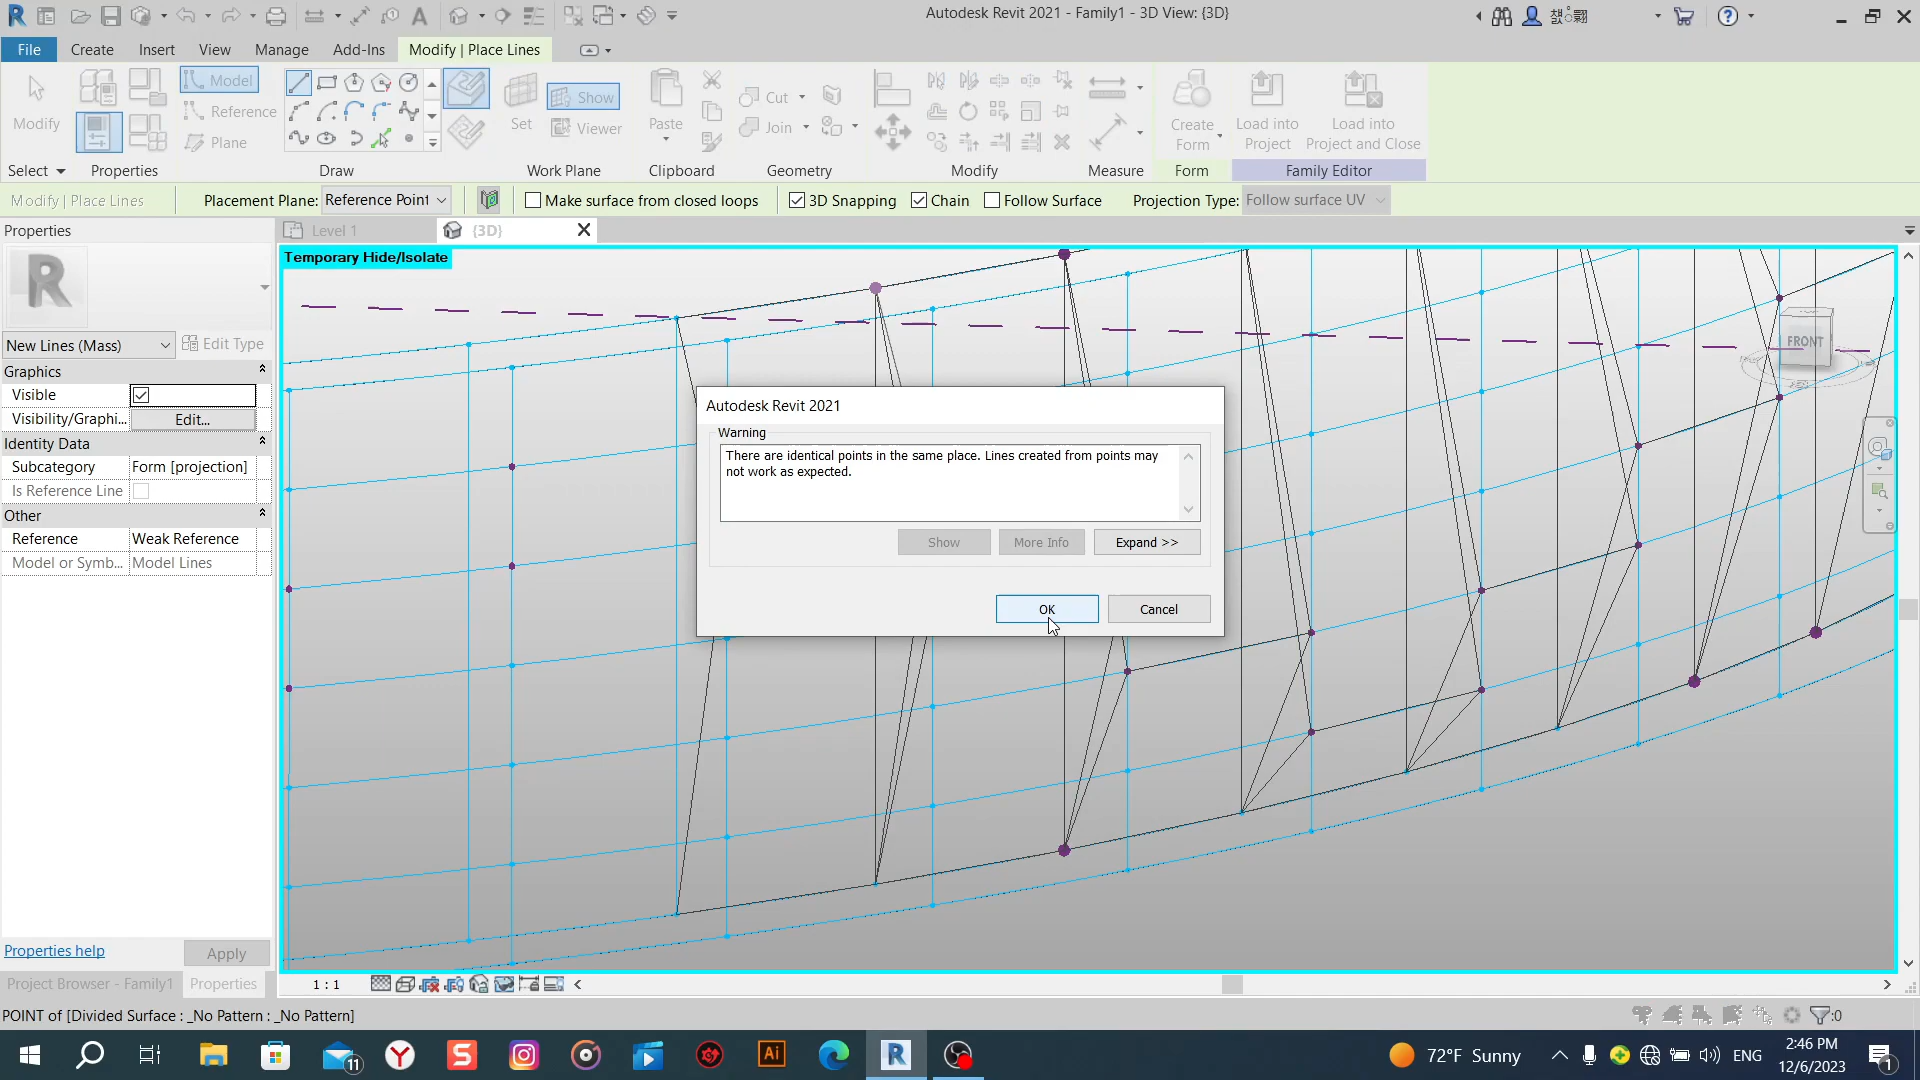 Autodesk Revit 2021 - Family1 - 3D View: {3D}
File
Create
Insert
View
Manage
Add-Ins
Modify | Place Lines
Modify
Model
Reference
Plane
Set
Show
Viewer
Paste
Cut
Join
Create
Form
Load into
Project
Load into
Project and Close
Select
Properties
Draw
Work Plane
Clipboard
Geometry
Modify
Measure
Form
Family Editor
Modify | Place Lines
Placement Plane:
Reference Point
Make surface from closed loops
3D Snapping
Chain
Follow Surface
Projection Type:
Follow surface UV
Properties
Level 1
{3D}
Temporary Hide/Isolate
FRONT
New Lines (Mass)
Edit Type
Graphics
Visible
Visibility/Graphi...
Edit...
Identity Data
Subcategory
Form [projection]
Is Reference Line
Other
Reference
Weak Reference
Model or Symb...
Model Lines
Autodesk Revit 2021
Warning
There are identical points in the same place. Lines created from points may
not work as expected.
Show
More Info
Expand >>
OK
Cancel
Properties help
Apply
Project Browser - Family1
Properties
1 : 1
POINT of [Divided Surface : _No Pattern : _No Pattern]
:0
11
72°F Sunny
ENG
2:46 PM
12/6/2023
1